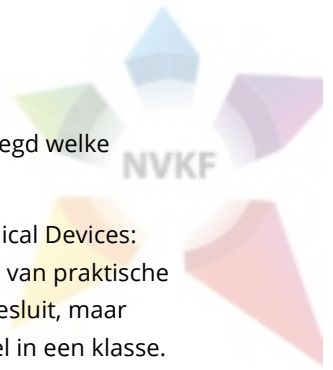 egd welke
NVKF
ical Devices:
van praktische
esluit, maar
el in een klasse.